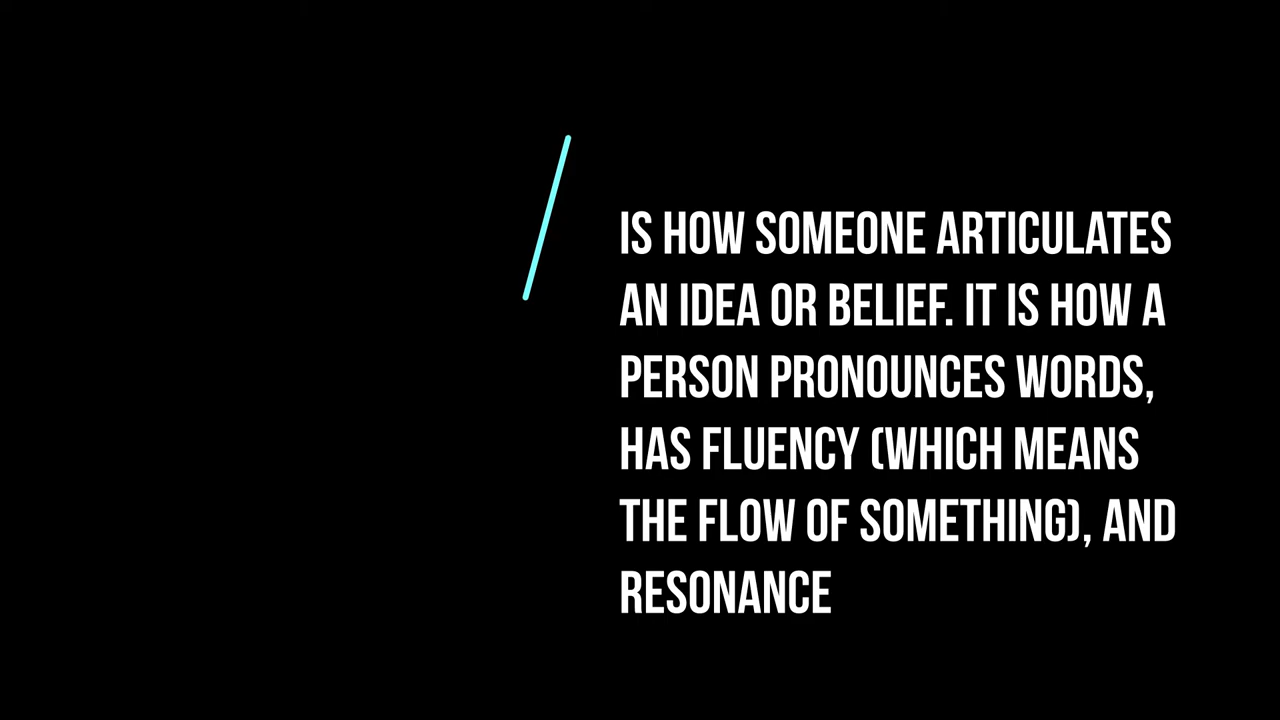 IS HOW SOMEONE ARTICULATES
AN IDEA OR BELIEF. IT IS HOW A
PERSON PRONOUNCES WORDS,
HAS FLUENCY (WHICH MEANS
THE FLOW OF SOMETHING), AND
RESONANCE